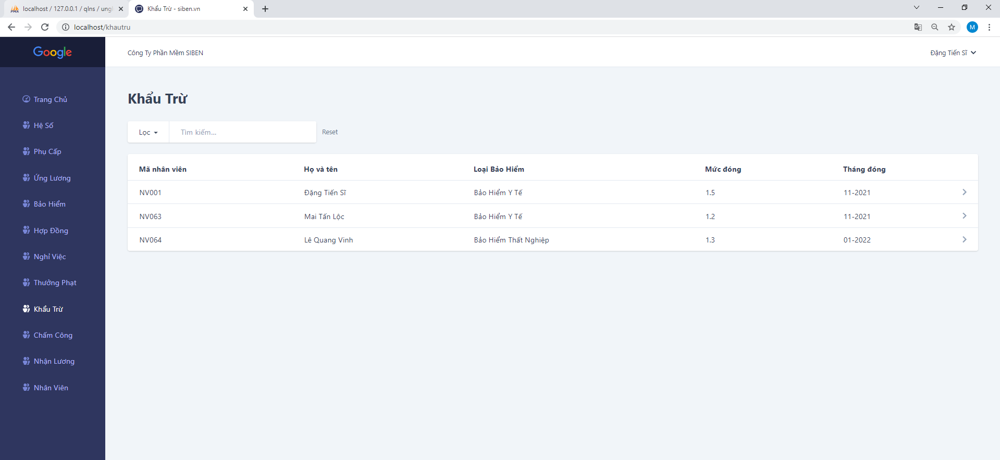 localhost / 127.0.0.1 / qlns / ung
Khẩu Trừ - siben.vn
localhost/khautru
M
Google
Công Ty Phần Mềm SIBEN
Đặng Tiến Sĩ
Trang Chủ
Hệ Số
Phụ Cấp
Ứng Lương
Bảo Hiểm
Hợp Đồng
Nghỉ Việc
Thưởng Phạt
Khẩu Trừ
Chấm Công
Nhận Lương
Nhân Viên
Khẩu Trừ
Lọc
Tìm kiếm...
Reset
Mã nhân viên Họ và tên Loại Bảo Hiểm Mức đóng Tháng đóng
NV001 Đặng Tiến Sĩ Bảo Hiểm Y Tế 1.5 11-2021
NV063 Mai Tấn Lộc Bảo Hiểm Y Tế 1.2 11-2021
NV064 Lê Quang Vinh Bảo Hiểm Thất Nghiệp 1.3 01-2022